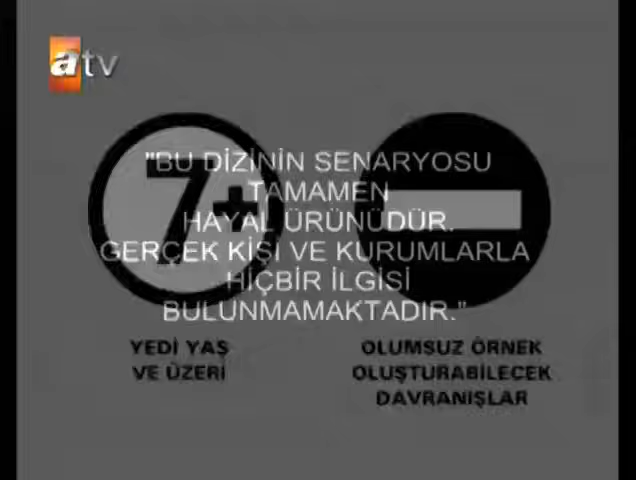 atv
7+
"BU DİZİNİN SENARYOSU
TAMAMEN
HAYAL ÜRÜNÜDÜR.
GERÇEK KİŞİ VE KURUMLARLA
HİÇBİR İLGİSİ
BULUNMAMAKTADIR."
YEDİ YAŞ
VE ÜZERİ
OLUMSUZ ÖRNEK
OLUŞTURABİLECEK
DAVRANIŞLAR